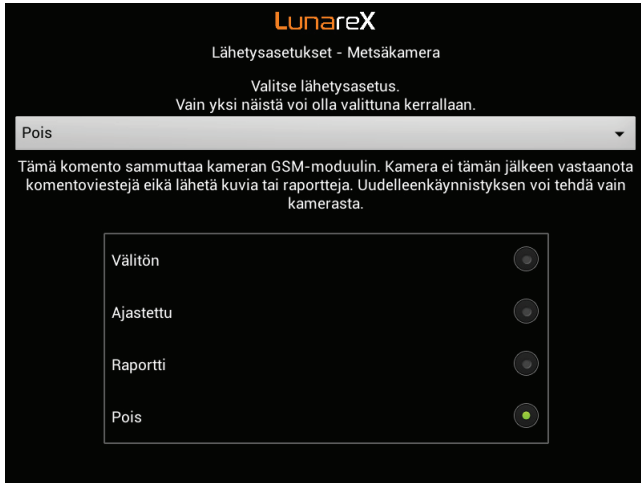 LunareX
Lähetysasetukset - Metsäkamera
Valitse lähetysasetus.
Vain yksi näistä voi olla valittuna kerrallaan.
Pois
Tämä komento sammuttaa kameran GSM-moduulin. Kamera ei tämän jälkeen vastaanota
komentoviestejä eikä lähetä kuvia tai raportteja. Uudelleenkäynnistyksen voi tehdä vain
kamerasta.
Välitön
Ajastettu
Raportti
Pois